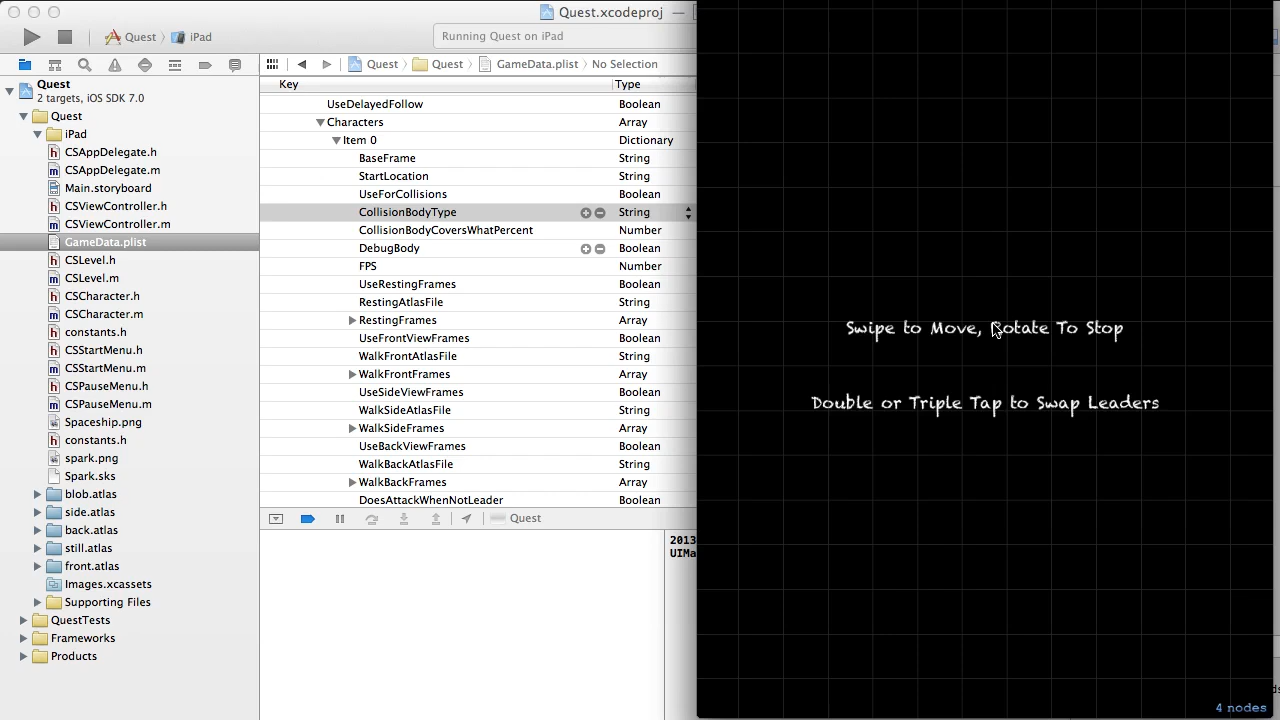 Quest.xcodeproj —
Quest
iPad
Running Quest on iPad
Quest
Quest
GameData.plist
No Selection
Key
Type
Quest
2 targets, iOS SDK 7.0
Quest
iPad
CSAppDelegate.h
CSAppDelegate.m
Main.storyboard
CSViewController.h
CSViewController.m
GameData.plist
CSLevel.h
CSLevel.m
CSCharacter.h
CSCharacter.m
constants.h
CSStartMenu.h
CSStartMenu.m
CSPauseMenu.h
CSPauseMenu.m
Spaceship.png
constants.h
spark.png
Spark.sks
blob.atlas
side.atlas
back.atlas
still.atlas
front.atlas
Images.xcassets
Supporting Files
QuestTests
Frameworks
Products
UseDelayedFollow Boolean
Characters Array
Item 0 Dictionary
BaseFrame String
StartLocation String
UseForCollisions Boolean
CollisionBodyType String
CollisionBodyCoversWhatPercent Number
DebugBody Boolean
FPS Number
UseRestingFrames Boolean
RestingAtlasFile String
RestingFrames Array
UseFrontViewFrames Boolean
WalkFrontAtlasFile String
WalkFrontFrames Array
UseSideViewFrames Boolean
WalkSideAtlasFile String
WalkSideFrames Array
UseBackViewFrames Boolean
WalkBackAtlasFile String
WalkBackFrames Array
DoesAttackWhenNotLeader Boolean
Quest
2013
UIMa
Swipe to Move, Rotate To Stop
Double or Triple Tap to Swap Leaders
4 nodes